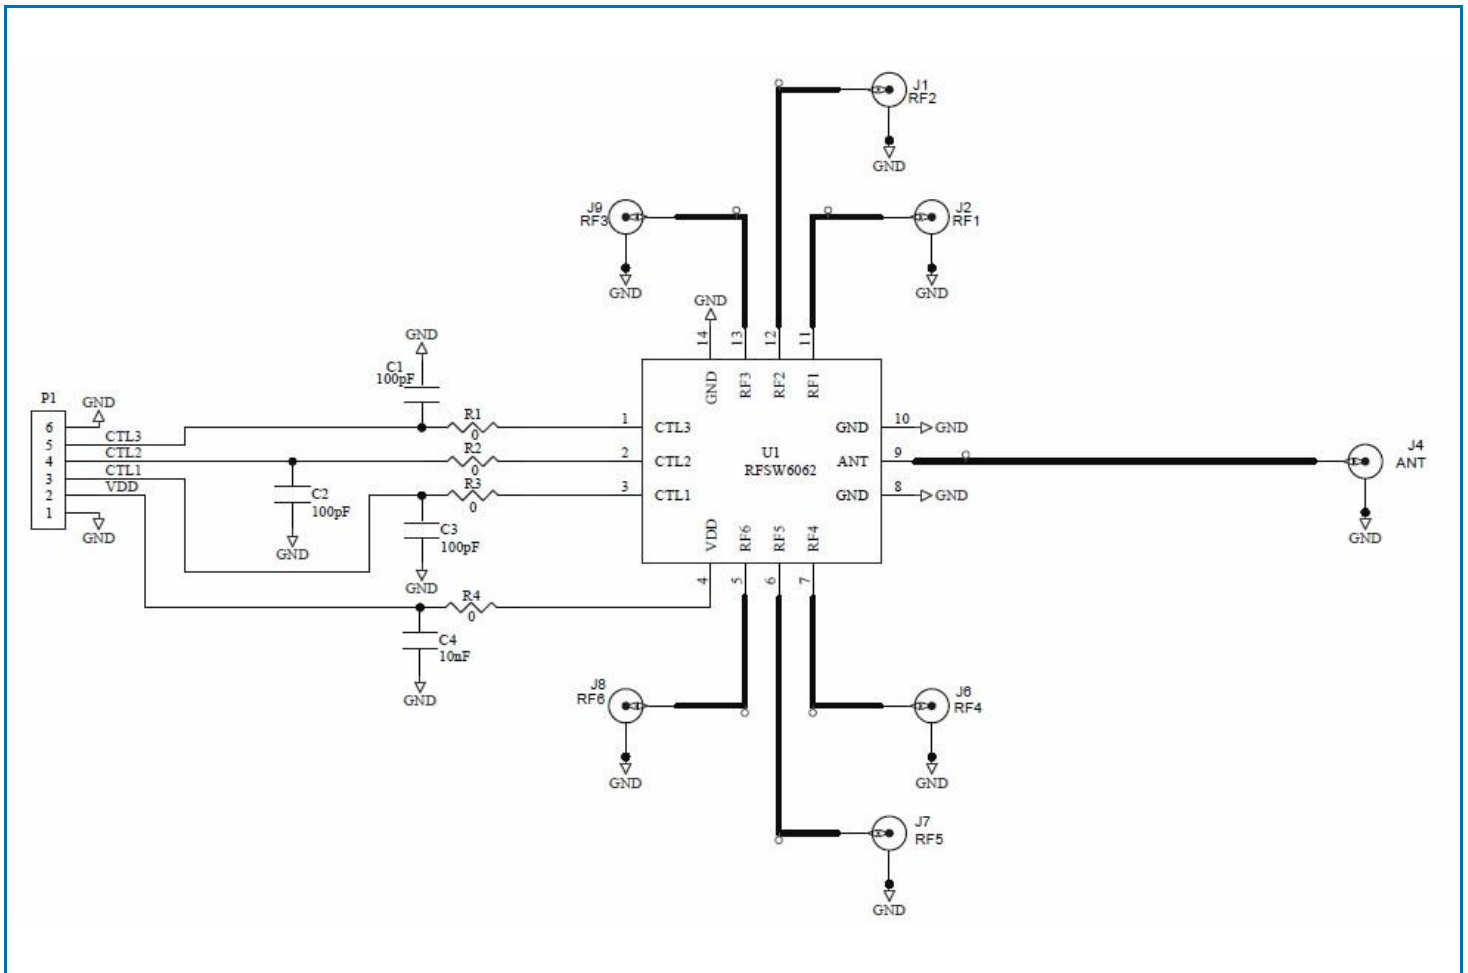 J1
RF2
GND
J9
RF3
GND
J2
RF1
GND
GND
14
13
12
11
GND
RF3
RF2
RF1
GND
C1
100pF
P1
GND
6
5
4
3
2
1
CTL3
CTL2
CTL1
VDD
GND
R1
0
R2
0
R3
0
C2
100pF
GND
C3
100pF
GND
1
2
3
CTL3
CTL2
CTL1
U1
RFSW6062
GND
ANT
GND
10
9
8
GND
GND
J4
ANT
GND
VDD
RF6
RF5
RF4
4
5
6
7
R4
0
C4
10nF
GND
J8
RF6
GND
J6
RF4
GND
J7
RF5
GND